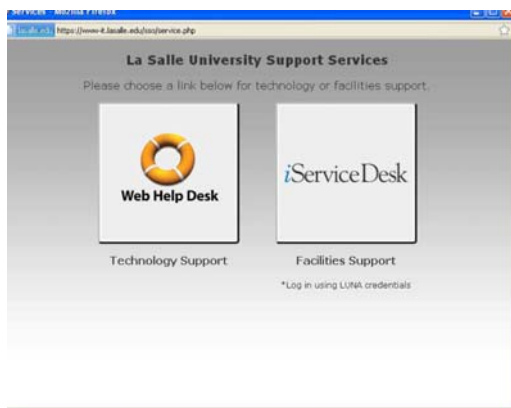 Services - Mozilla Firefox
lasalle.edu https://www-it.lasalle.edu/sso/service.php
La Salle University Support Services
Please choose a link below for technology or facilities support.
Web Help Desk
iServiceDesk
Technology Support
Facilities Support
*Log in using LUNA credentials